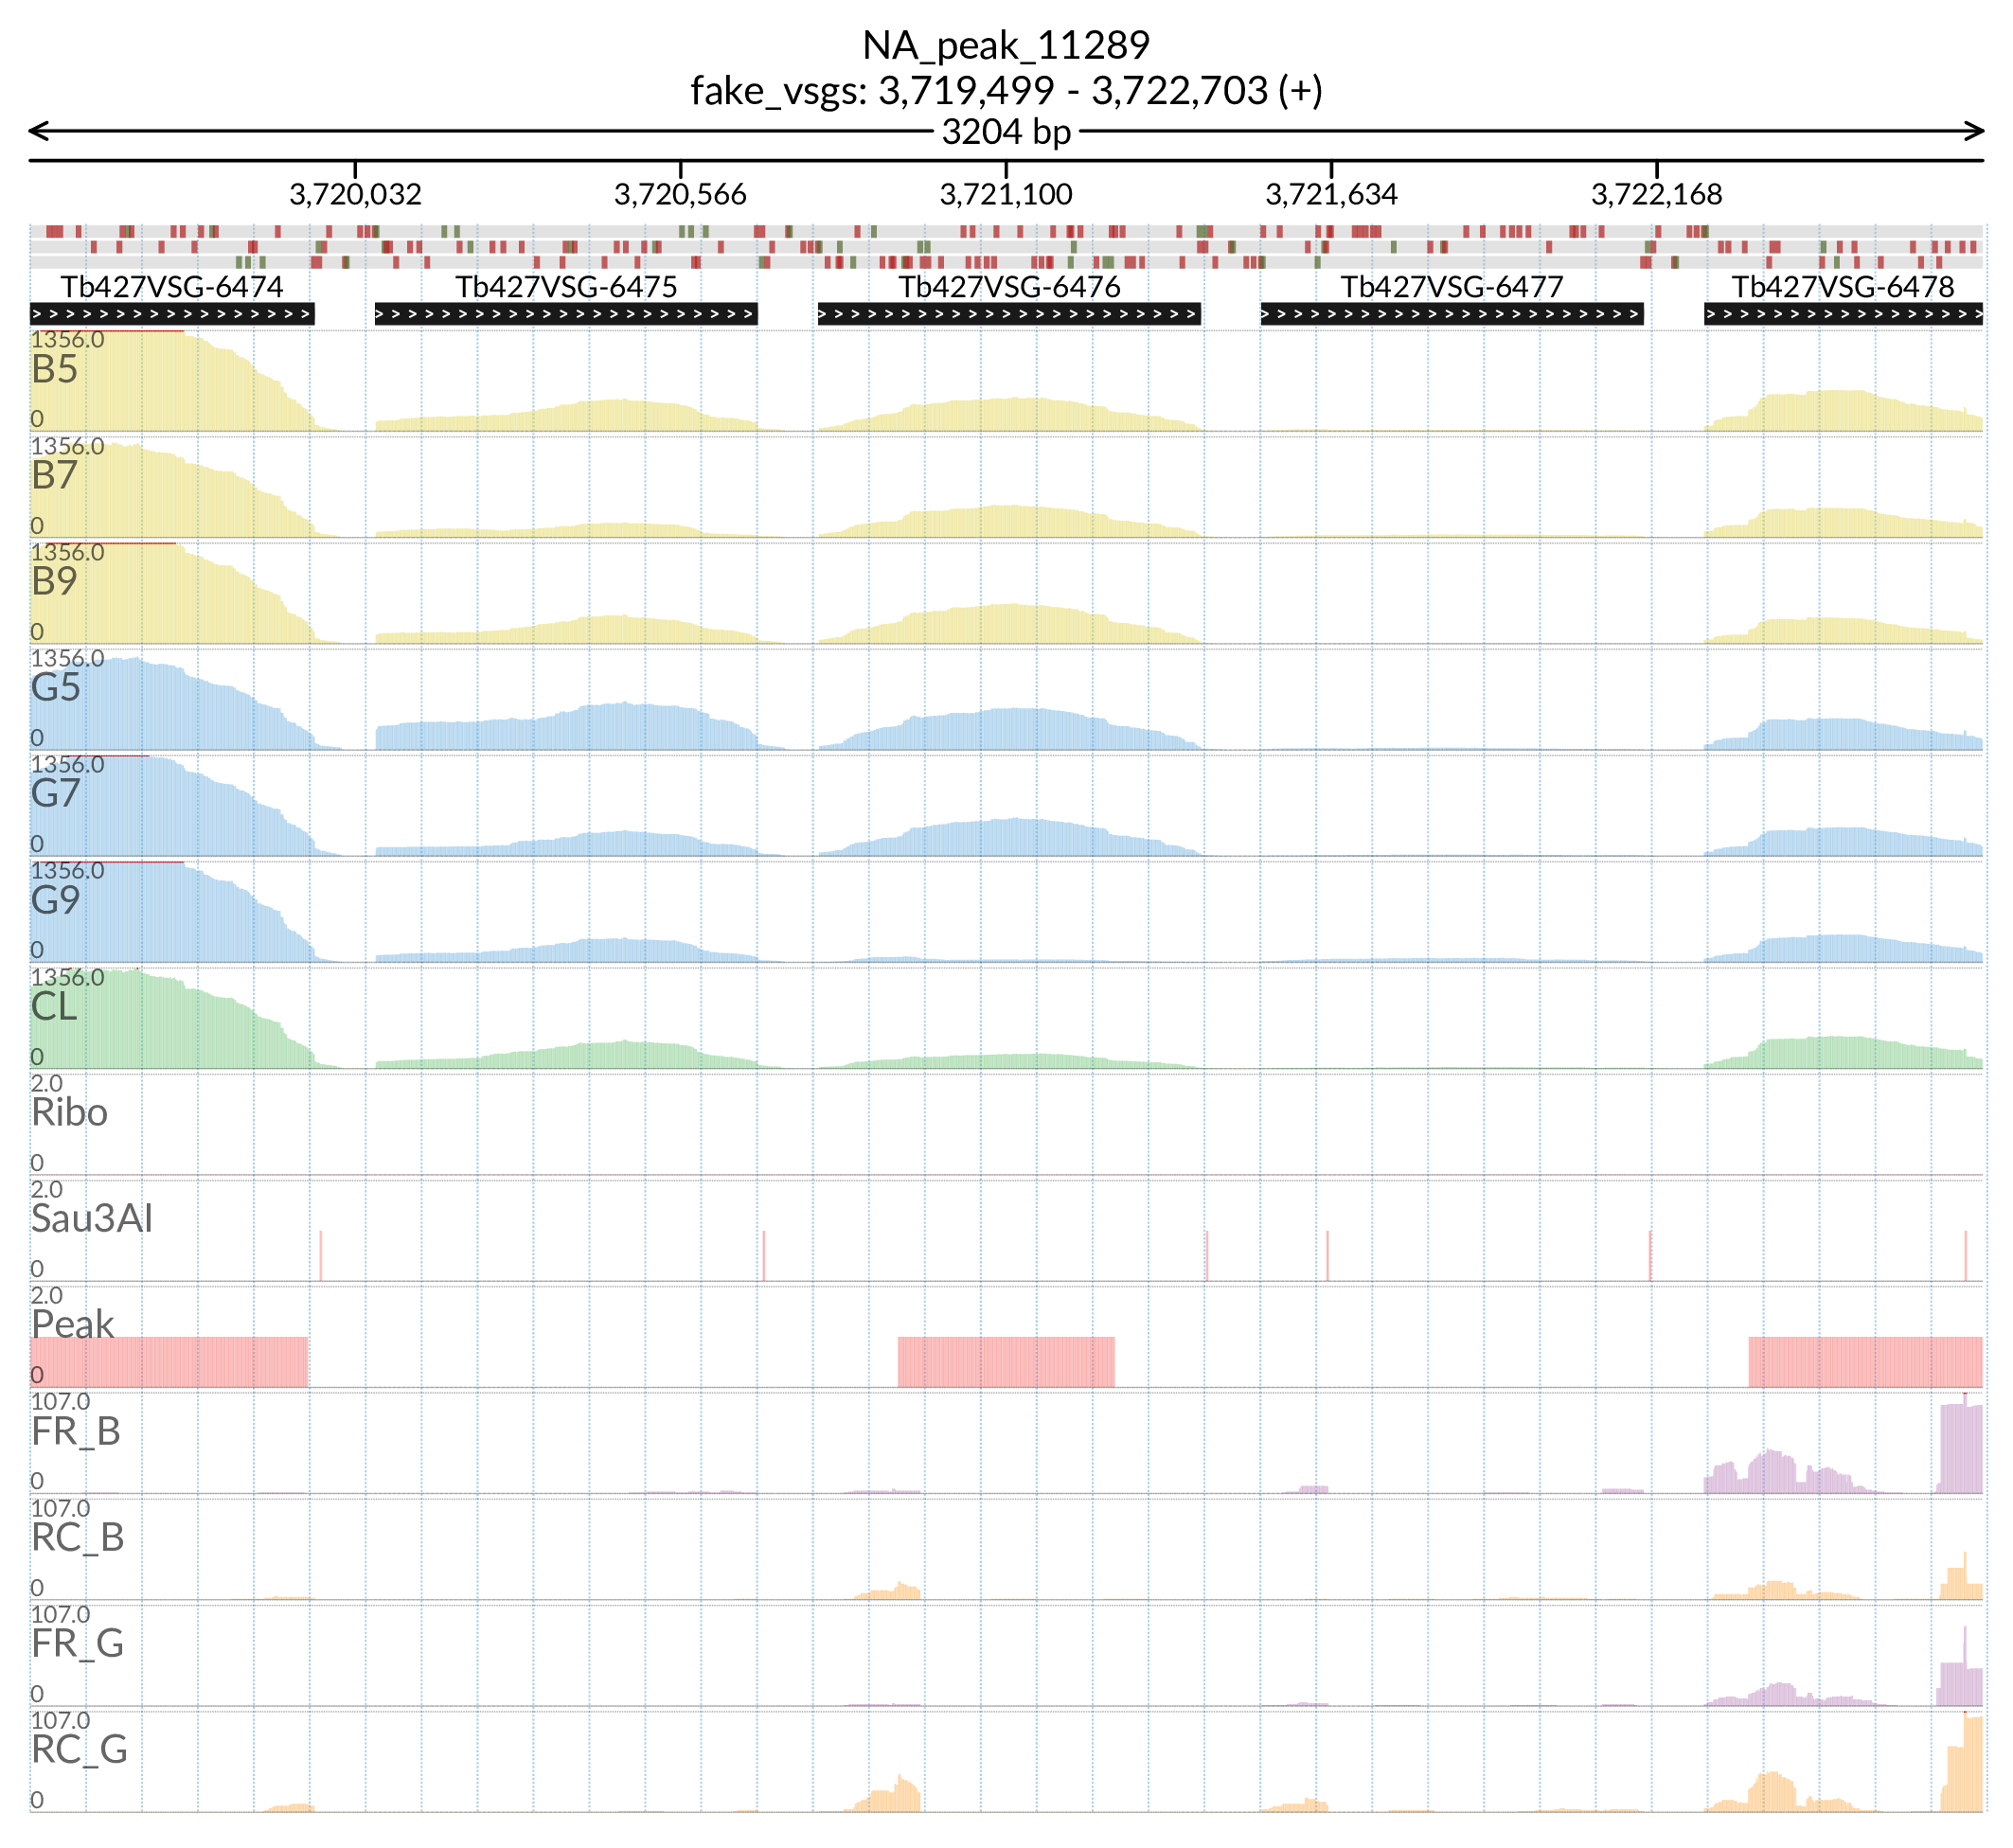 NA_peak_11289
fake_vsgs: 3,719,499 - 3,722,703 (+)
3204 bp
3,720,032 3,720,566 3,721,100 3,721,634 3,722,168
Tb427VSG-6474 Tb427VSG-6475 Tb427VSG-6476 Tb427VSG-6477 Tb427VSG-6478
1356.0
B5
0
1356.0
B7
0
1356.0
B9
0
1356.0
G5
0
1356.0
G7
0
1356.0
G9
0
1356.0
CL
0
2.0
Ribo
0
2.0
Sau3AI
0
2.0
Peak
0
107.0
FR_B
0
107.0
RC_B
0
107.0
FR_G
0
107.0
RC_G
0